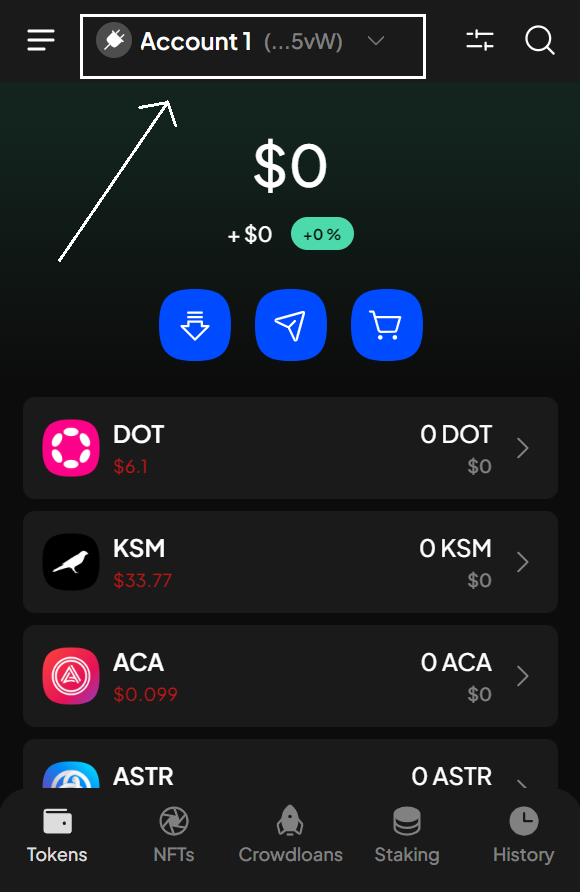 Account 1 (...5vW)
$0
+ $0 +0 %
DOT 0 DOT
$6.1 $0
KSM 0 KSM
$33.77 $0
ACA 0 ACA
$0.099 $0
ASTR 0 ASTR
Tokens NFTs Crowdloans Staking History